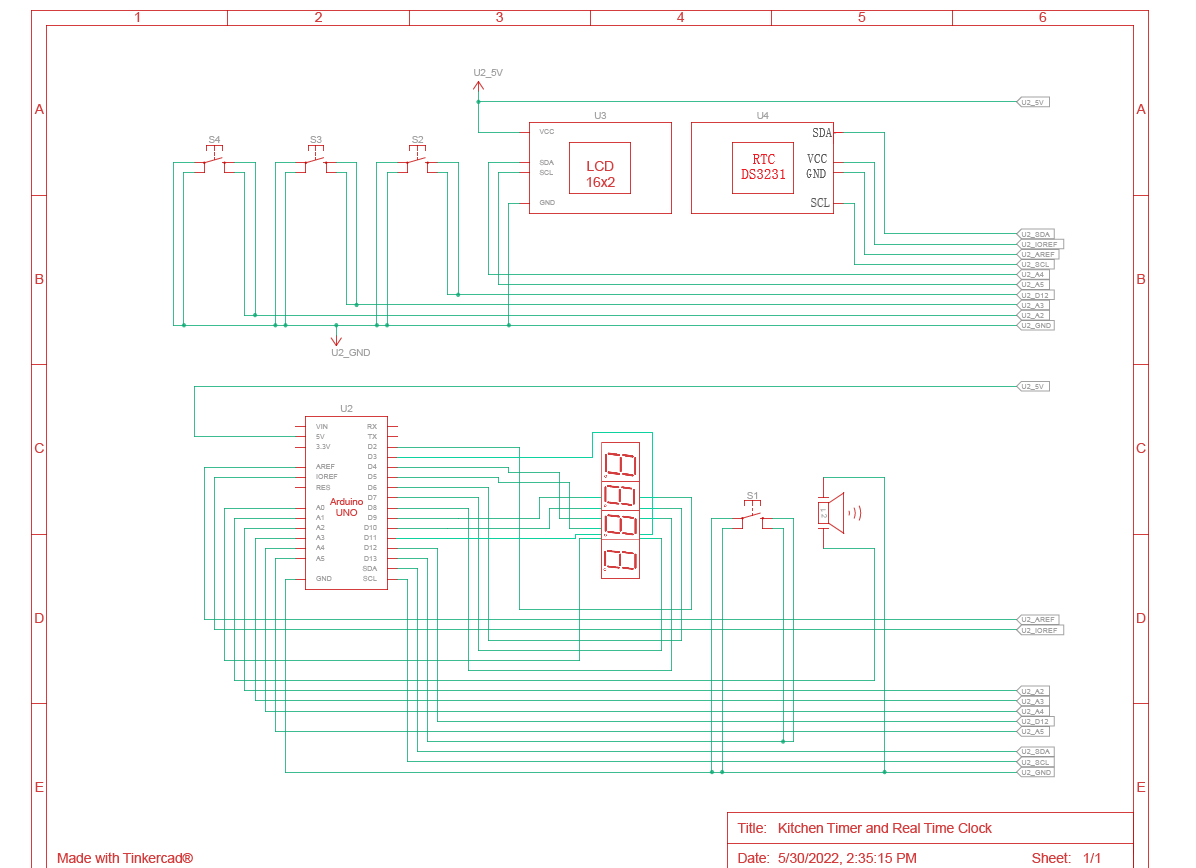 1 2 3 4 5 6
U2_5V
U2_5V
A A
U3 U4
S4 S3 S2
VCC
SDA
SCL
GND
LCD
16x2
RTC
DS3231
SDA
VCC
GND
SCL
U2_SDA
U2_IOREF
U2_AREF
U2_SCL
U2_A4
U2_A5
U2_D12
U2_A3
U2_A2
U2_GND
B B
U2_GND
U2_5V
U2
C C
VIN RX
5V TX
3.3V D2
D3
AREF D4
IOREF D5
RES D6
D7
A0 D8
A1 D9
A2 D10
A3 D11
A4 D12
A5 D13
SDA
GND SCL
Arduino
UNO
S1
D D
U2_AREF
U2_IOREF
U2_A2
U2_A3
U2_A4
U2_D12
U2_A5
U2_SDA
U2_SCL
U2_GND
E E
Title: Kitchen Timer and Real Time Clock
Made with Tinkercad®
Date: 5/30/2022, 2:35:15 PM Sheet: 1/1